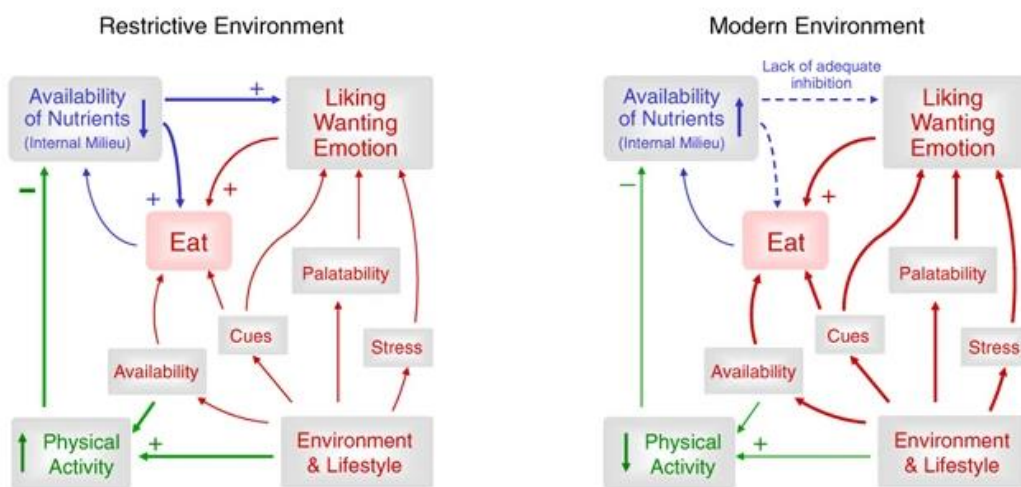 Restrictive Environment
Availability
of Nutrients
(Internal Milieu)
+
Liking
Wanting
Emotion
−
+
+
Eat
Palatability
Cues
Stress
Availability
Physical
Activity
+
Environment
& Lifestyle
Modern Environment
Lack of adequate
inhibition
Availability
of Nutrients
(Internal Milieu)
Liking
Wanting
Emotion
−
+
Eat
Palatability
Cues
Stress
Availability
Physical
Activity
+
Environment
& Lifestyle